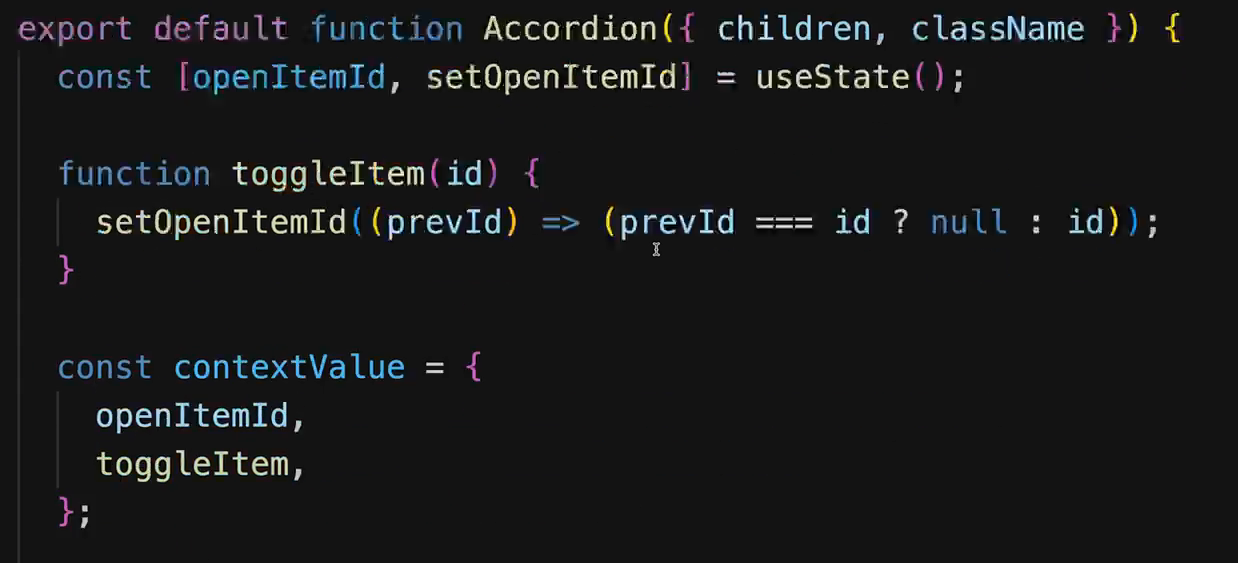 export default function Accordion({ children, className }) {
const [openItemId, setOpenItemId] = useState();
function toggleItem(id) {
setOpenItemId((prevId) => (prevId === id ? null : id));
}
const contextValue = {
openItemId,
toggleItem,
};